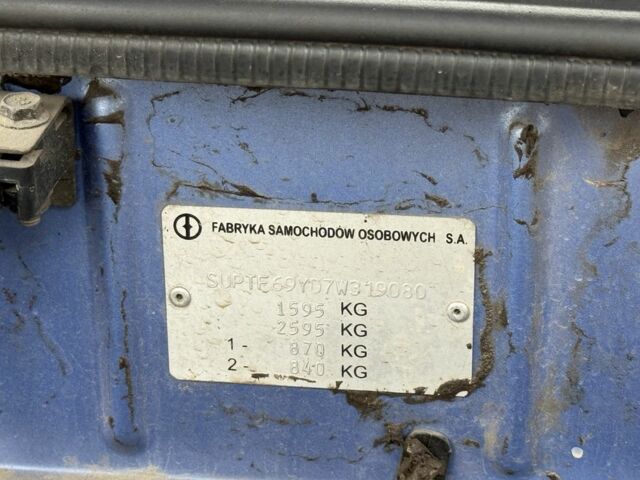 FABRYKA SAMOCHODÓW OSOBOWYCH S.A.
SUPTE69YD7W319080
1595 KG
2595 KG
1 - 870 KG
2 - 840 KG